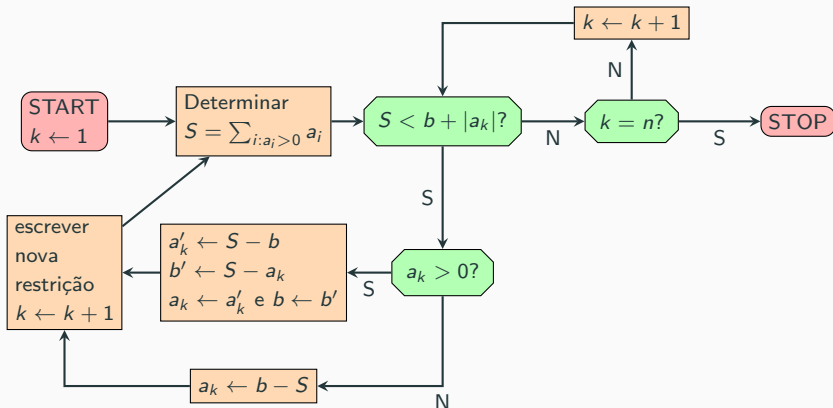 k ← k + 1
N
START
k ← 1
Determinar
S = ∑_{i:a_i>0} a_i
S < b + |a_k|?
N
k = n?
S
STOP
S
escrever
nova
restrição
k ← k + 1
a'_k ← S − b
b' ← S − a_k
a_k ← a'_k e b ← b'
S
a_k > 0?
a_k ← b − S
N